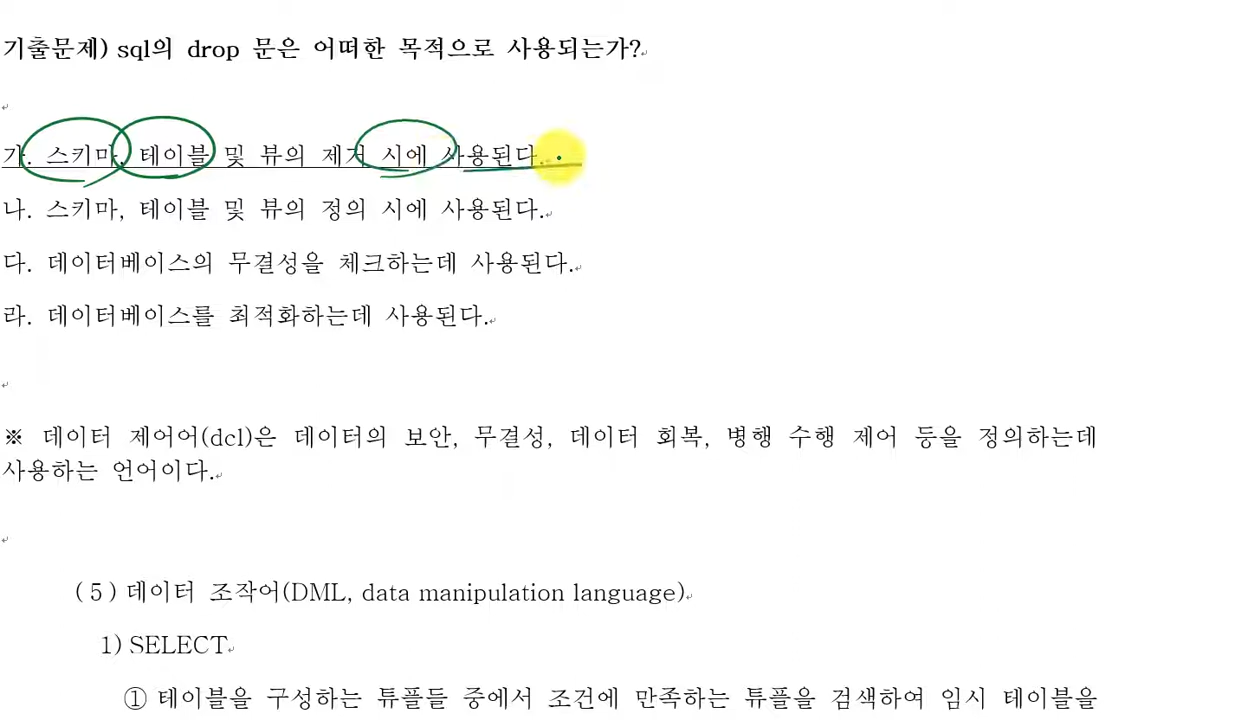 기출문제) sql의 drop 문은 어떠한 목적으로 사용되는가?
가. 스키마, 테이블 및 뷰의 제거 시에 사용된다.
나. 스키마, 테이블 및 뷰의 정의 시에 사용된다.
다. 데이터베이스의 무결성을 체크하는데 사용된다.
라. 데이터베이스를 최적화하는데 사용된다.
※ 데이터 제어어(dcl)은 데이터의 보안, 무결성, 데이터 회복, 병행 수행 제어 등을 정의하는데
사용하는 언어이다.
(5) 데이터 조작어(DML, data manipulation language)
1) SELECT
① 테이블을 구성하는 튜플들 중에서 조건에 만족하는 튜플을 검색하여 임시 테이블을